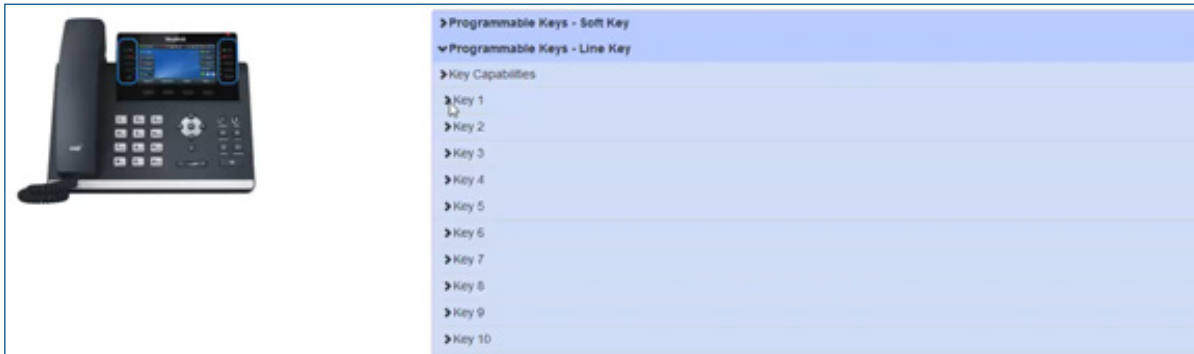 Yealink
Programmable Keys - Soft Key
Programmable Keys - Line Key
Key Capabilities
Key 1
Key 2
Key 3
Key 4
Key 5
Key 6
Key 7
Key 8
Key 9
Key 10